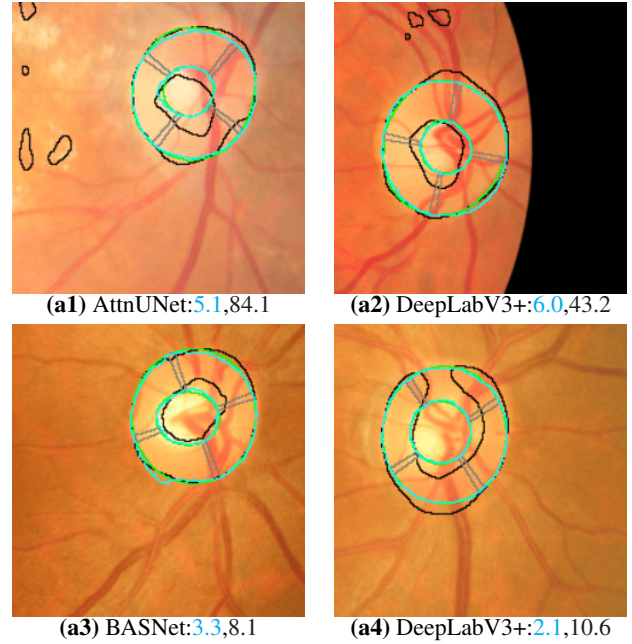 (a1) AttnUNet:5.1,84.1
(a2) DeepLabV3+:6.0,43.2
(a3) BASNet:3.3,8.1
(a4) DeepLabV3+:2.1,10.6